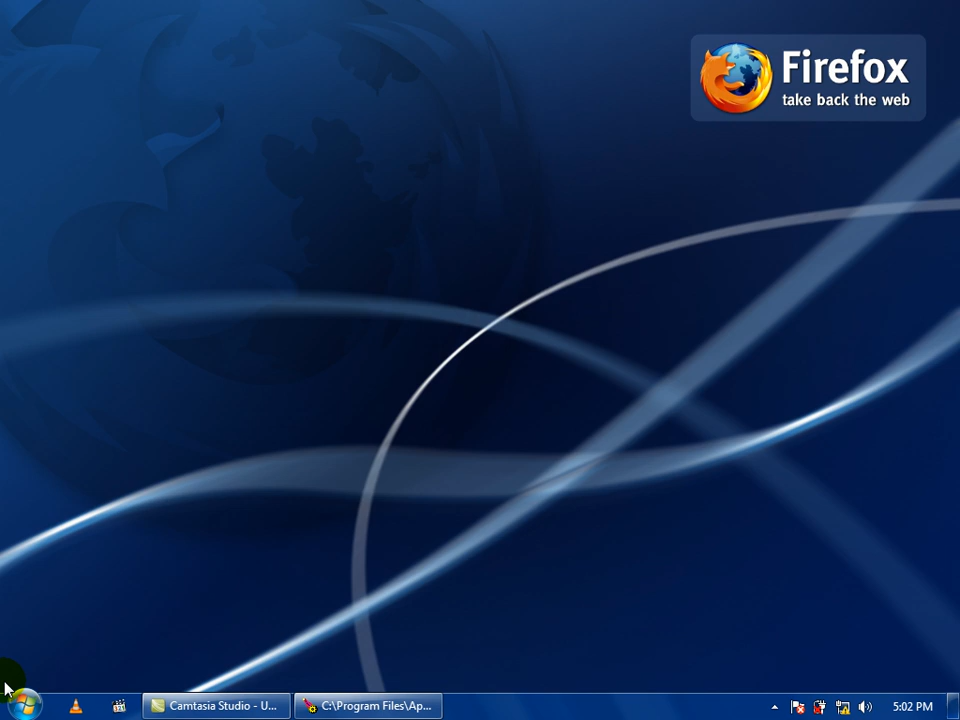 Firefox
take back the web
Camtasia Studio - U...
C:\Program Files\Ap...
5:02 PM